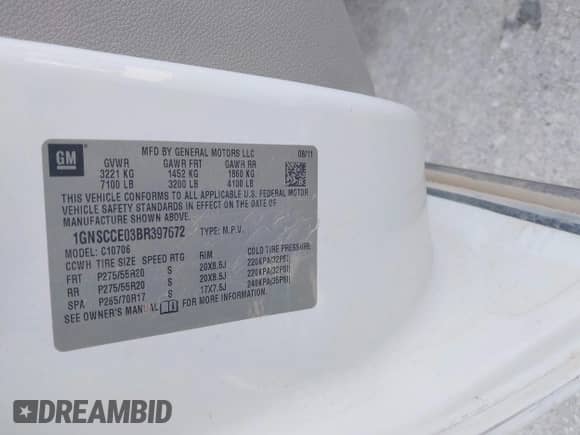 GM
MFD BY GENERAL MOTORS LLC 08/11
GVWR GAWR FRT GAWR RR
3221 KG 1452 KG 1860 KG
7100 LB 3200 LB 4100 LB
THIS VEHICLE CONFORMS TO ALL APPLICABLE U.S. FEDERAL MOTOR
VEHICLE SAFETY STANDARDS IN EFFECT ON THE DATE OF
MANUFACTURE SHOWN ABOVE.
1GNSCCE03BR397672 TYPE: M.P.V.
MODEL: C10706
CCWH TIRE SIZE SPEED RTG RIM COLD TIRE PRESSURE
FRT P275/55R20 S 20X8.5J 220KPA(32PSI)
RR P275/55R20 S 20X8.5J 220KPA(32PSI)
SPA P265/70R17 S 17X7.5J 240KPA(35PSI)
SEE OWNER'S MANUAL FOR MORE INFORMATION
DREAMBID